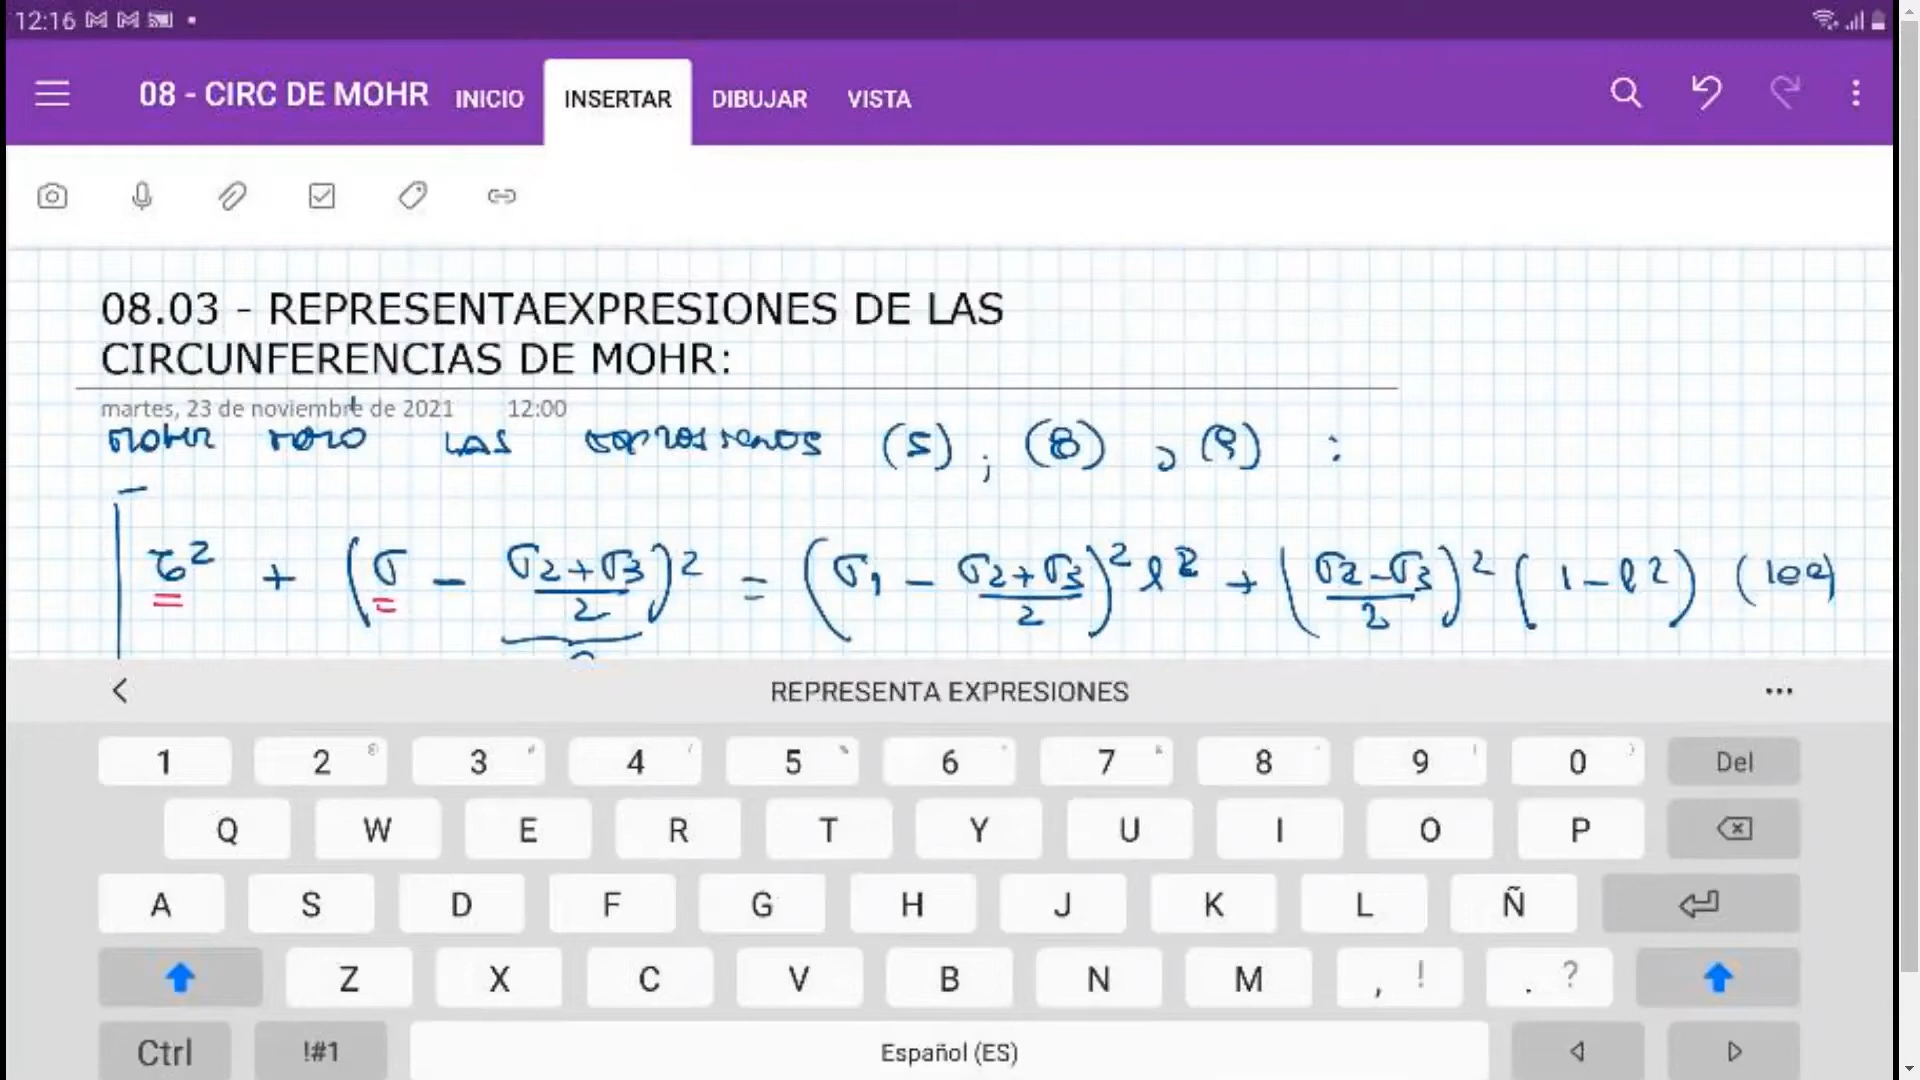 12:16
08 - CIRC DE MOHR INICIO INSERTAR DIBUJAR VISTA
08.03 - REPRESENTAEXPRESIONES DE LAS
CIRCUNFERENCIAS DE MOHR:
martes, 23 de noviembre de 2021 12:00
LAS (5), (8), (9) :
τ² + (σ - (σ2+σ3)/2)² = (σ1 - (σ2+σ3)/2)² l² + ((σ2-σ3)/2)² (1-l²)
REPRESENTA EXPRESIONES
1 2 3 4 5 6 7 8 9 0 Del
Q W E R T Y U I O P
A S D F G H J K L Ñ
Z X C V B N M , ! . ?
Ctrl !#1 Español (ES)